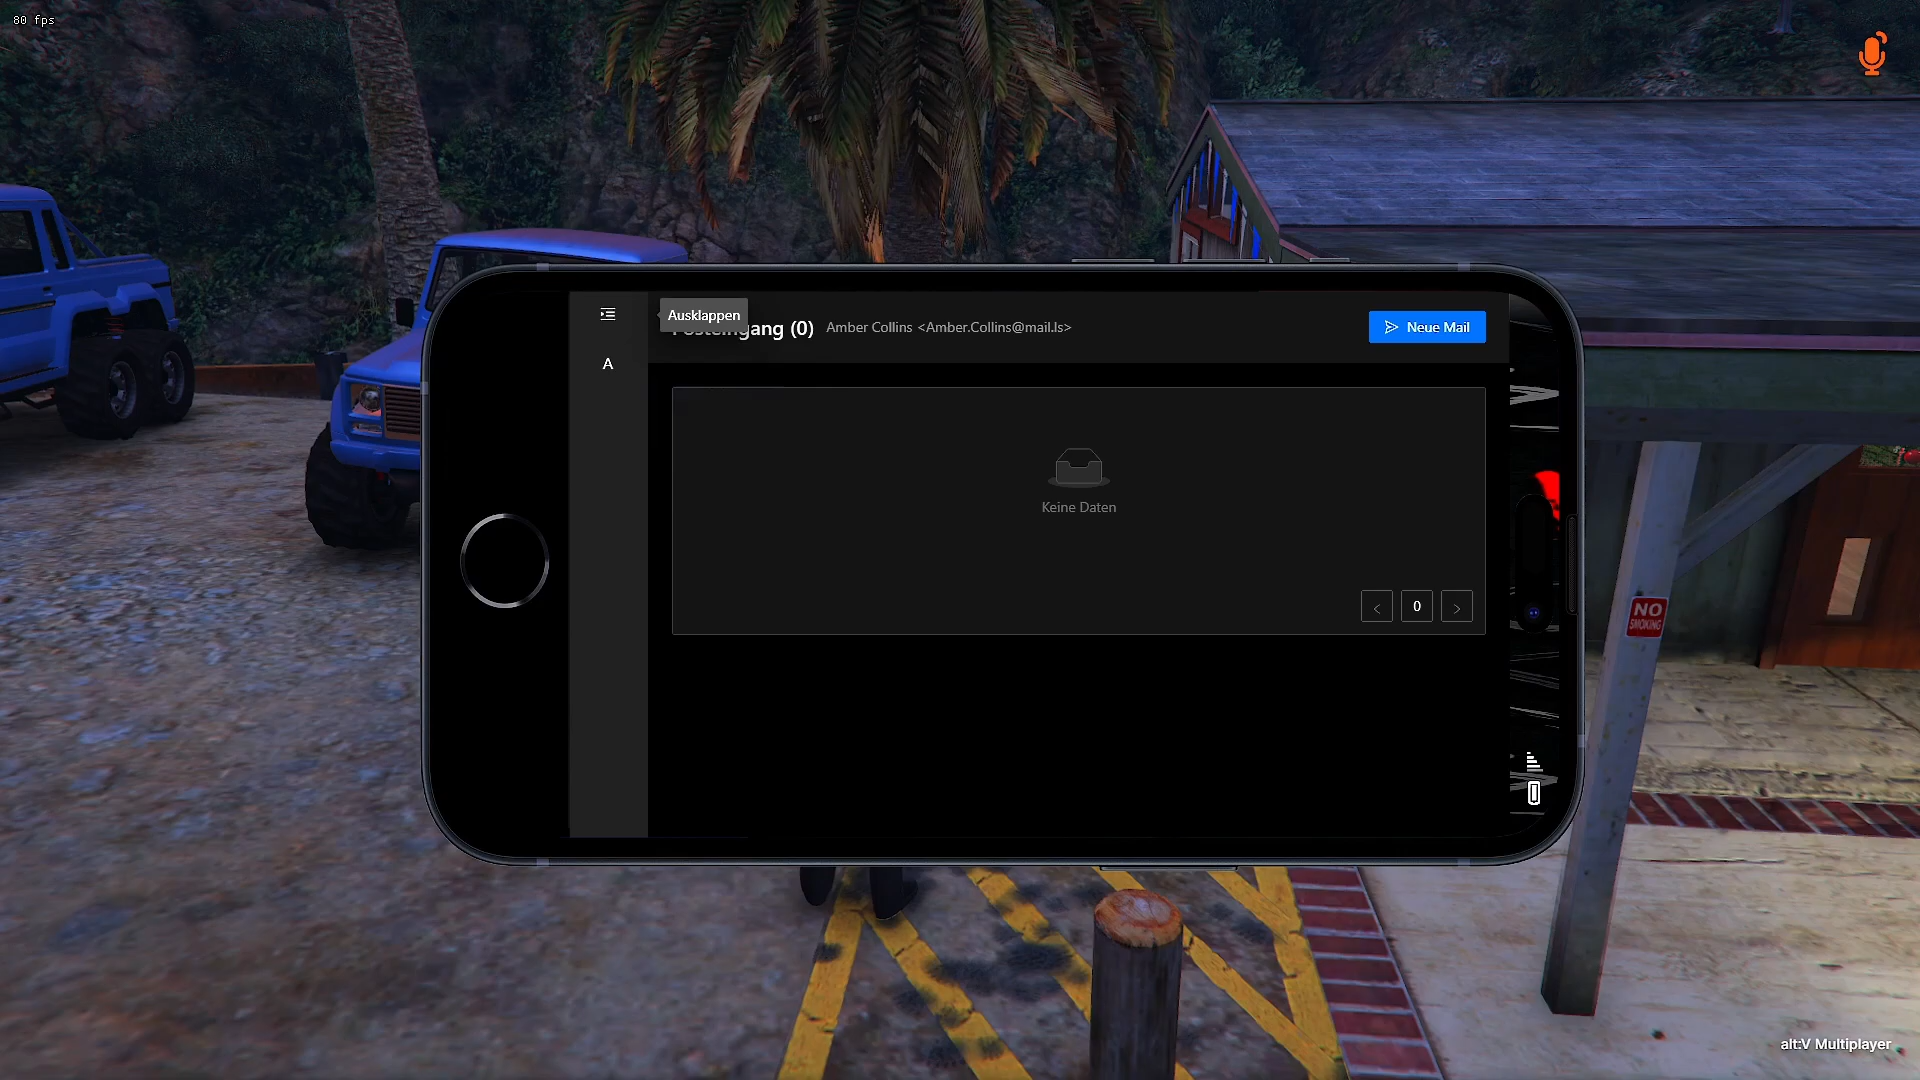 80 fps
Ausklappen
Posteingang (0) Amber Collins <Amber.Collins@mail.ls>
Neue Mail
A
Keine Daten
< 0 >
NO
SMOKING
alt:V Multiplayer